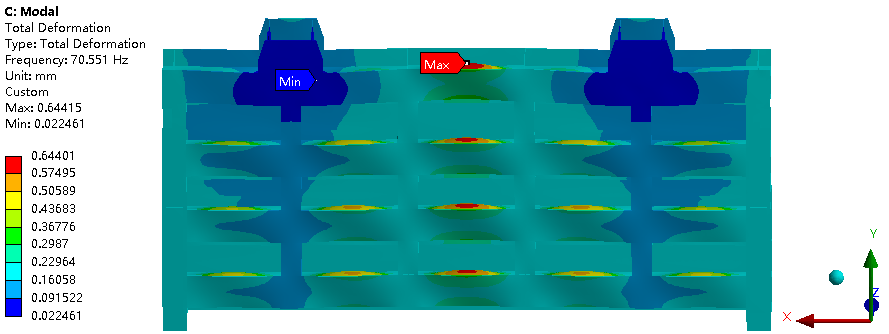 C: Modal
Total Deformation
Type: Total Deformation
Frequency: 70.551 Hz
Unit: mm
Custom
Max: 0.64415
Min: 0.022461
0.64401
0.57495
0.50589
0.43683
0.36776
0.2987
0.22964
0.16058
0.091522
0.022461
Max
Min
Y
Z
X